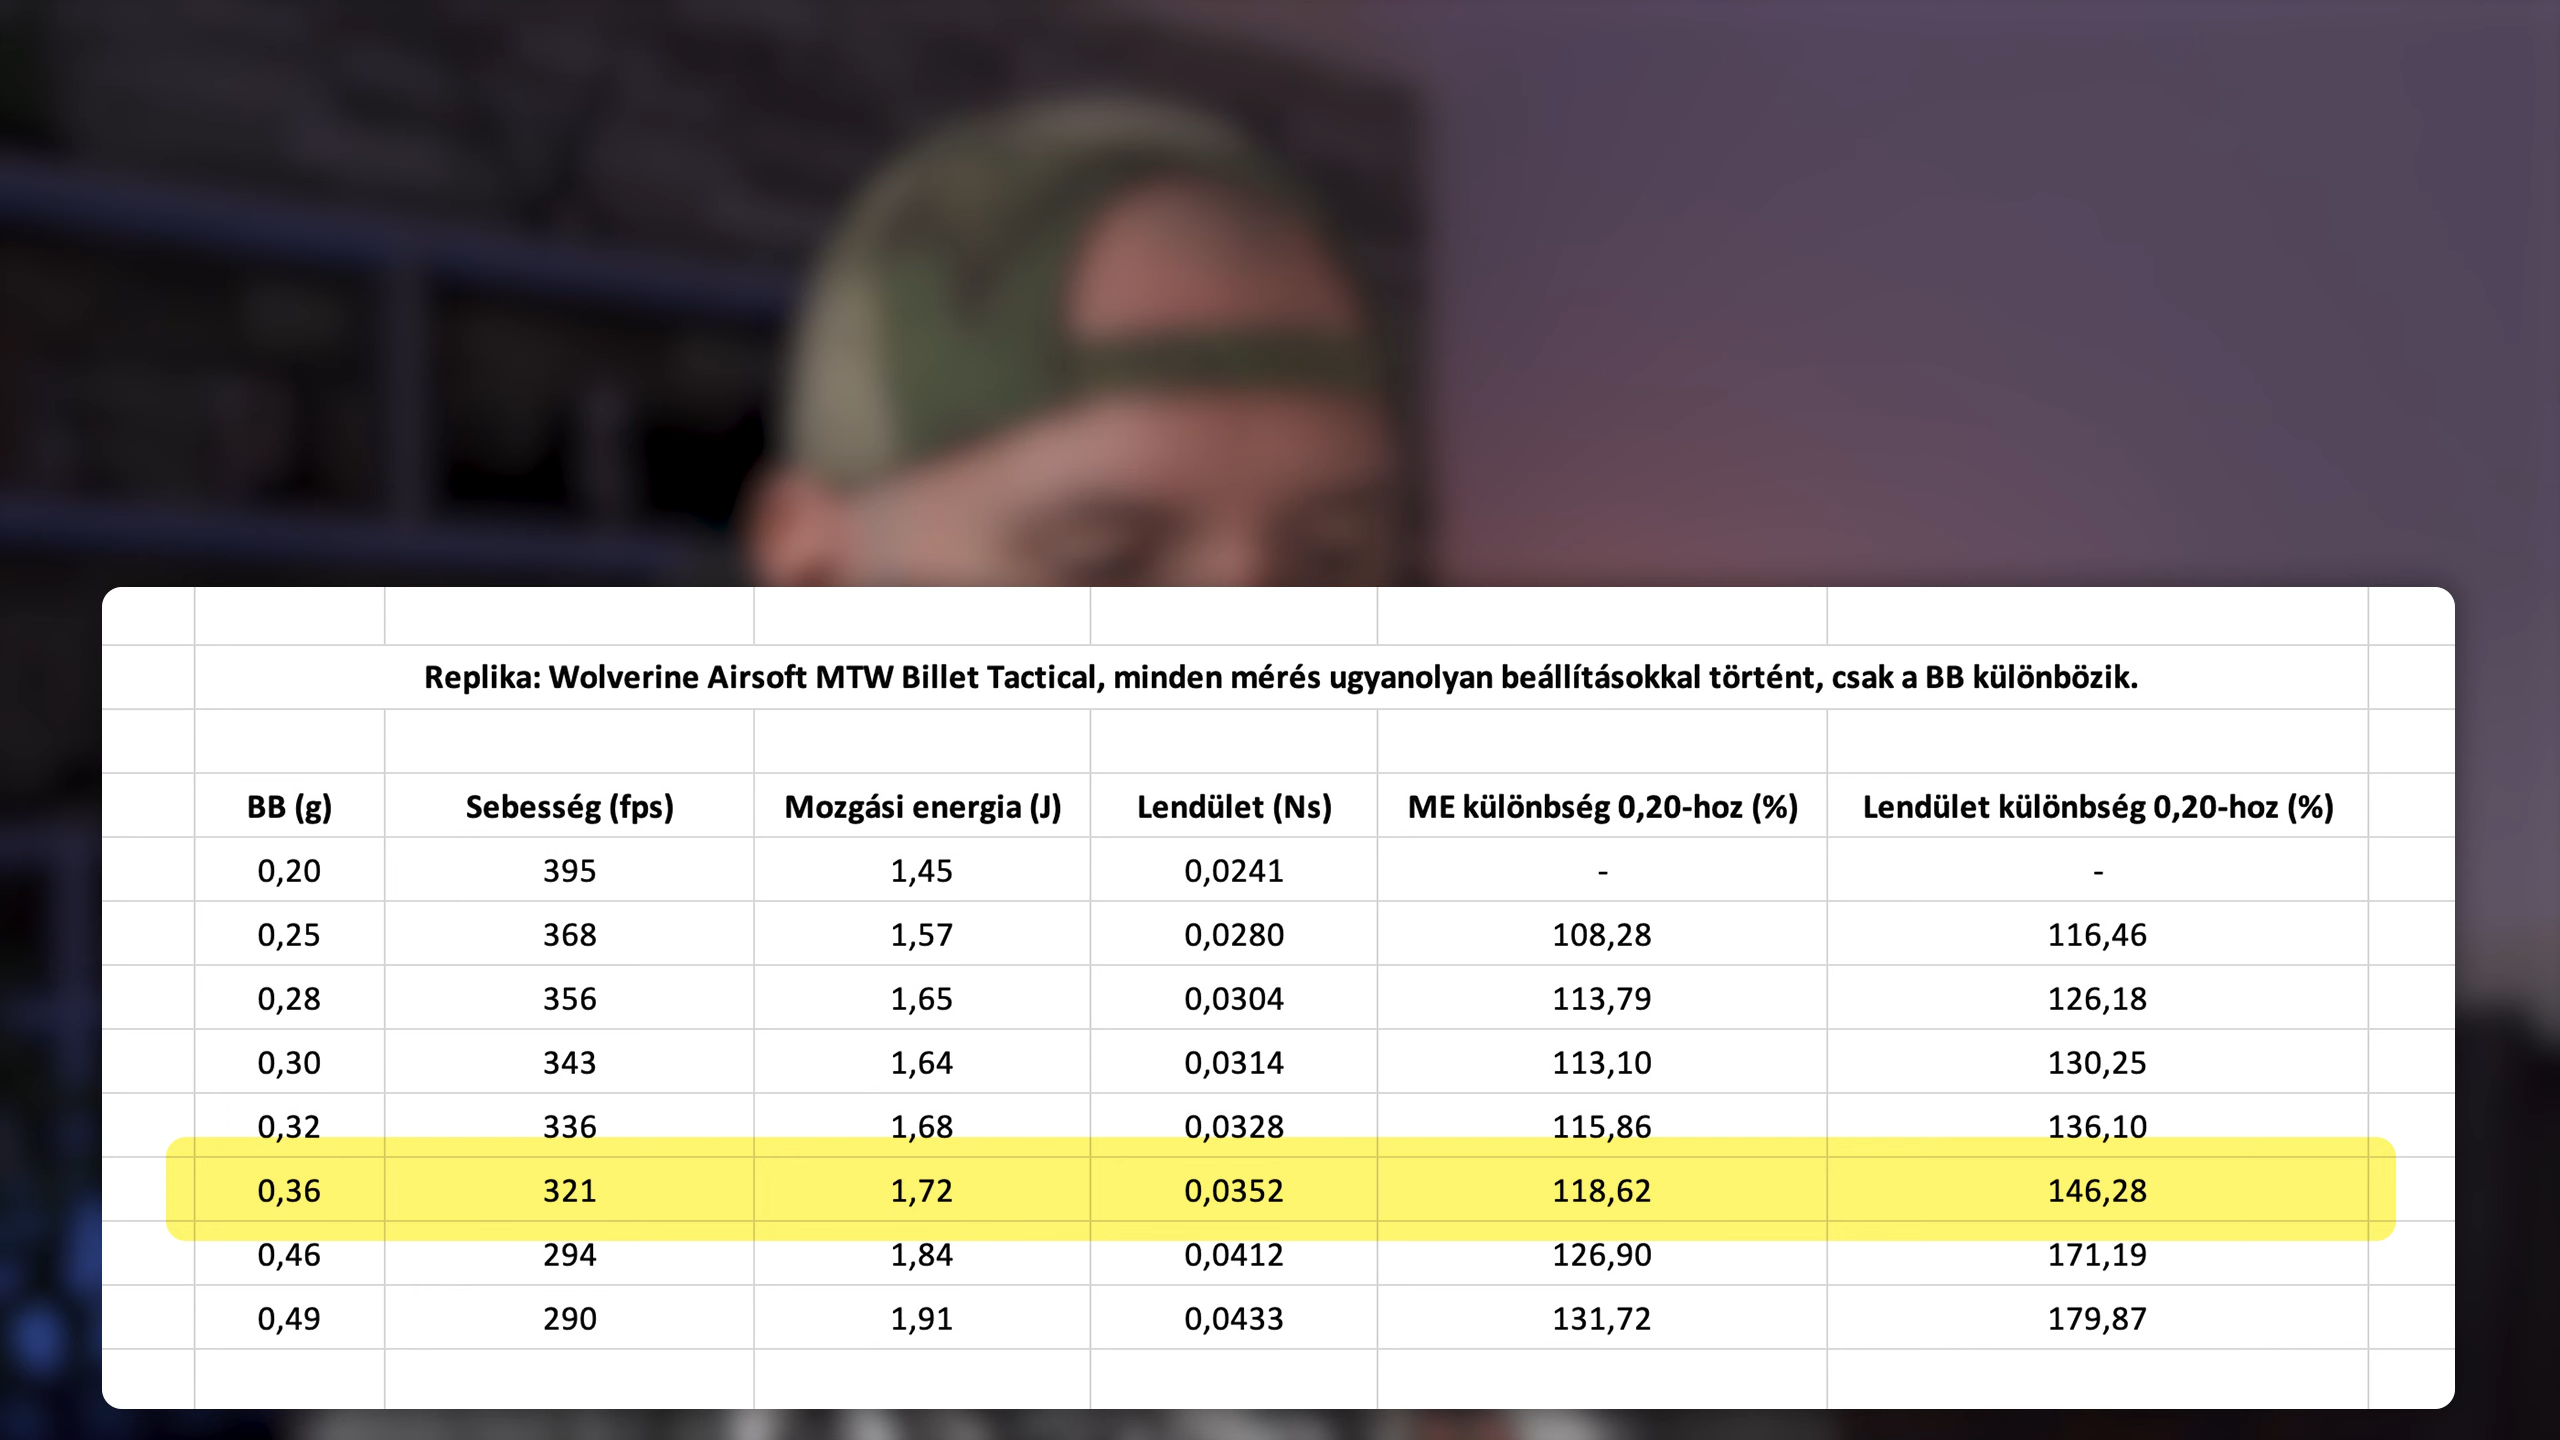 Replika: Wolverine Airsoft MTW Billet Tactical, minden mérés ugyanolyan beállításokkal történt, csak a BB különbözik.
BB (g) Sebesség (fps) Mozgási energia (J) Lendület (Ns) ME különbség 0,20-hoz (%) Lendület különbség 0,20-hoz (%)
0,20 395 1,45 0,0241 - -
0,25 368 1,57 0,0280 108,28 116,46
0,28 356 1,65 0,0304 113,79 126,18
0,30 343 1,64 0,0314 113,10 130,25
0,32 336 1,68 0,0328 115,86 136,10
0,36 321 1,72 0,0352 118,62 146,28
0,46 294 1,84 0,0412 126,90 171,19
0,49 290 1,91 0,0433 131,72 179,87